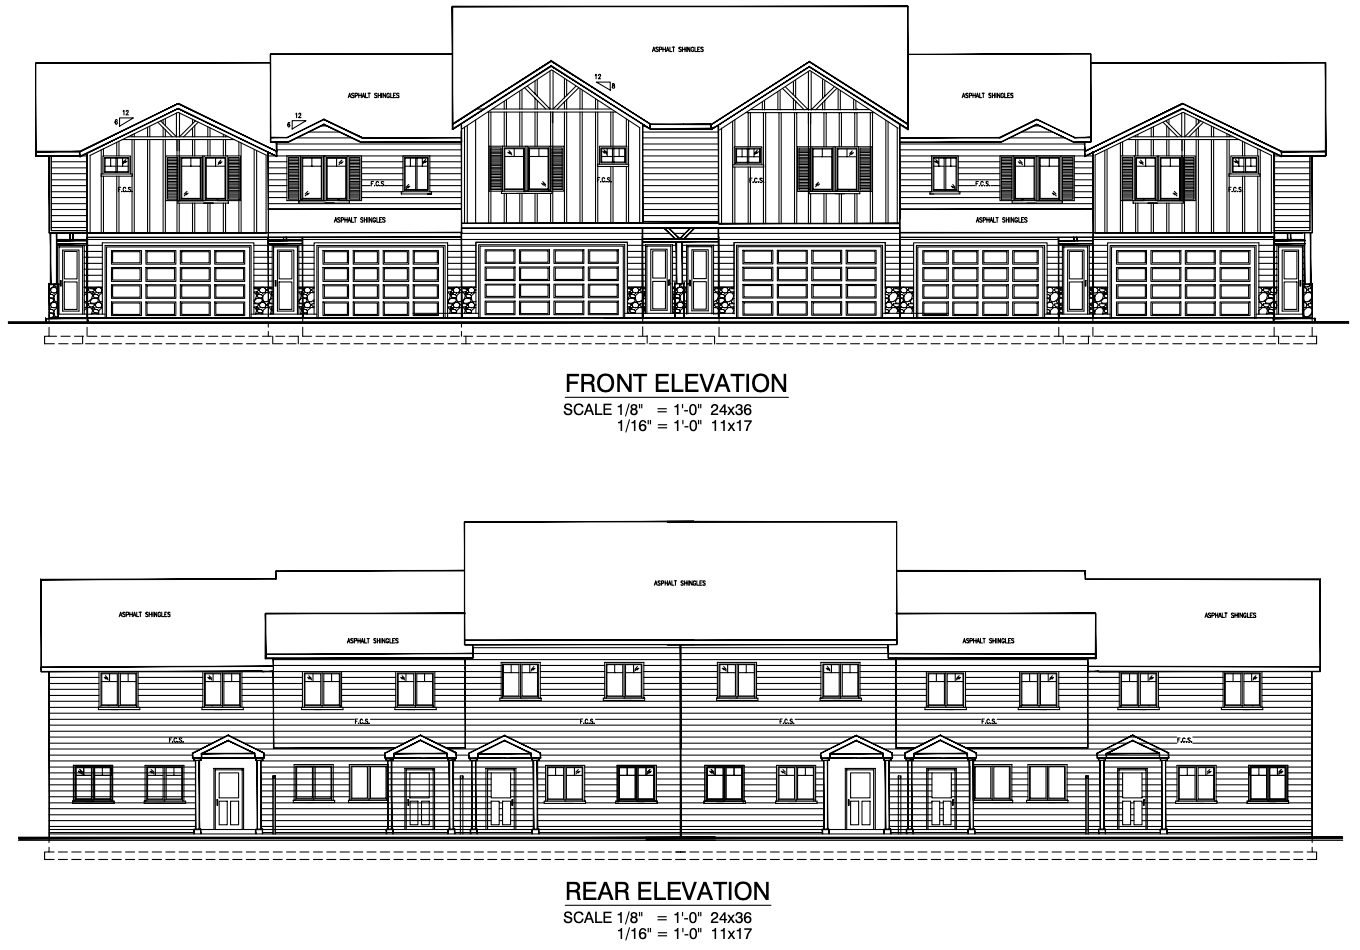 ASPHALT SHINGLES
ASPHALT SHINGLES
ASPHALT SHINGLES
12
8
12
6
12
6
F.C.S.
F.C.S.
F.C.S.
F.C.S.
F.C.S.
F.C.S.
ASPHALT SHINGLES
ASPHALT SHINGLES
FRONT ELEVATION
SCALE 1/8" = 1'-0" 24x36
1/16" = 1'-0" 11x17
ASPHALT SHINGLES
ASPHALT SHINGLES
ASPHALT SHINGLES
ASPHALT SHINGLES
ASPHALT SHINGLES
F.C.S.
F.C.S.
F.C.S.
F.C.S.
F.C.S.
F.C.S.
REAR ELEVATION
SCALE 1/8" = 1'-0" 24x36
1/16" = 1'-0" 11x17